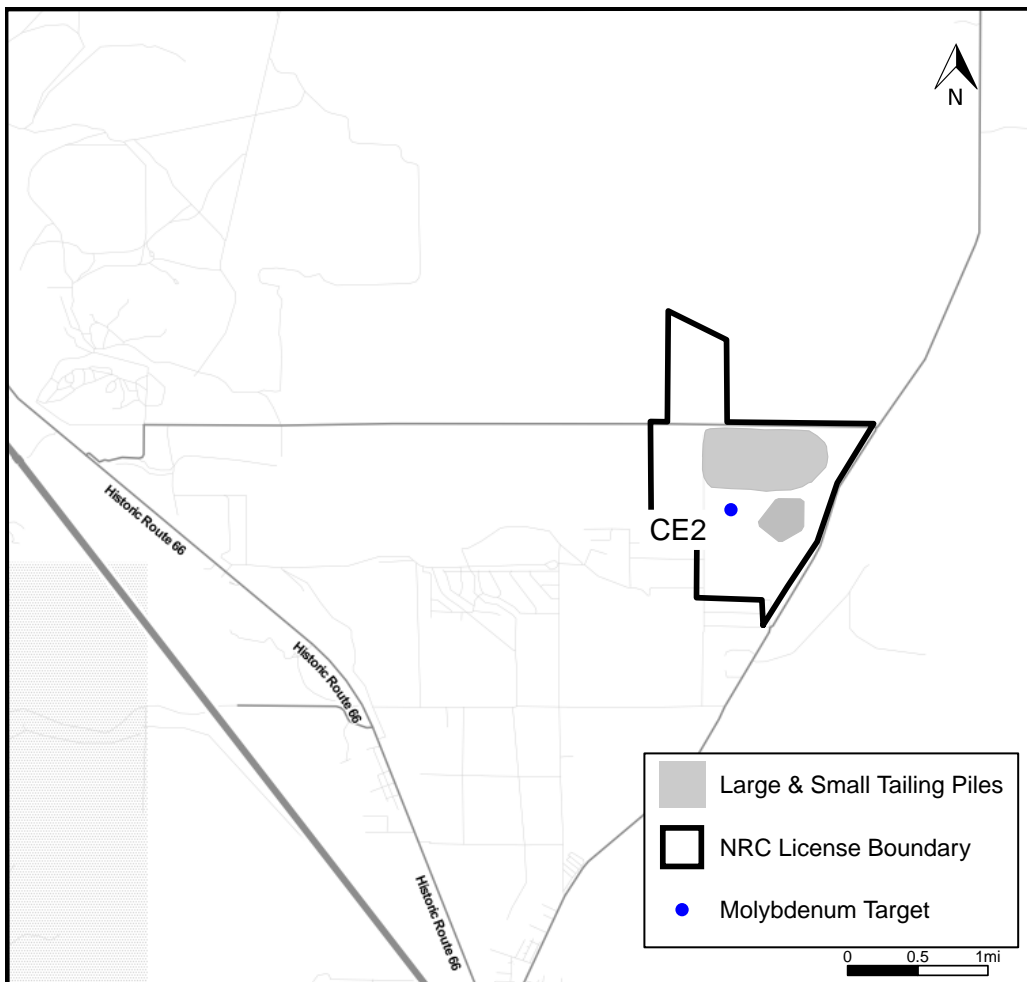 N
Historic Route 66
CE2
Historic Route 66
Historic Route 66
Large & Small Tailing Piles
NRC License Boundary
Molybdenum Target
0 0.5 1mi